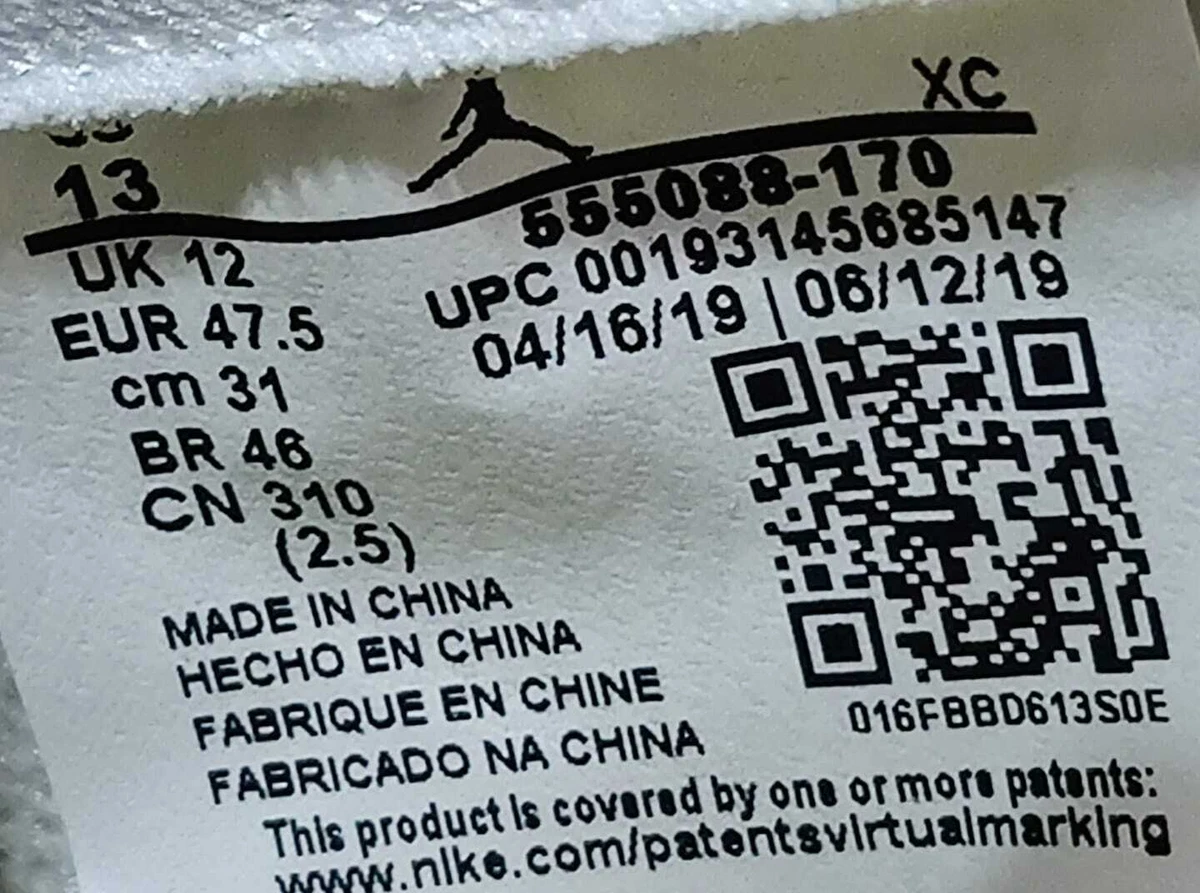 XC
13
555088-170
UK 12
UPC 00193145685147
EUR 47.5
04/16/19 | 06/12/19
cm 31
BR 46
CN 310
(2.5)
MADE IN CHINA
HECHO EN CHINA
FABRIQUE EN CHINE
FABRICADO NA CHINA
016FBBD613S0E
This product is covered by one or more patents:
www.nike.com/patentsvirtualmarking